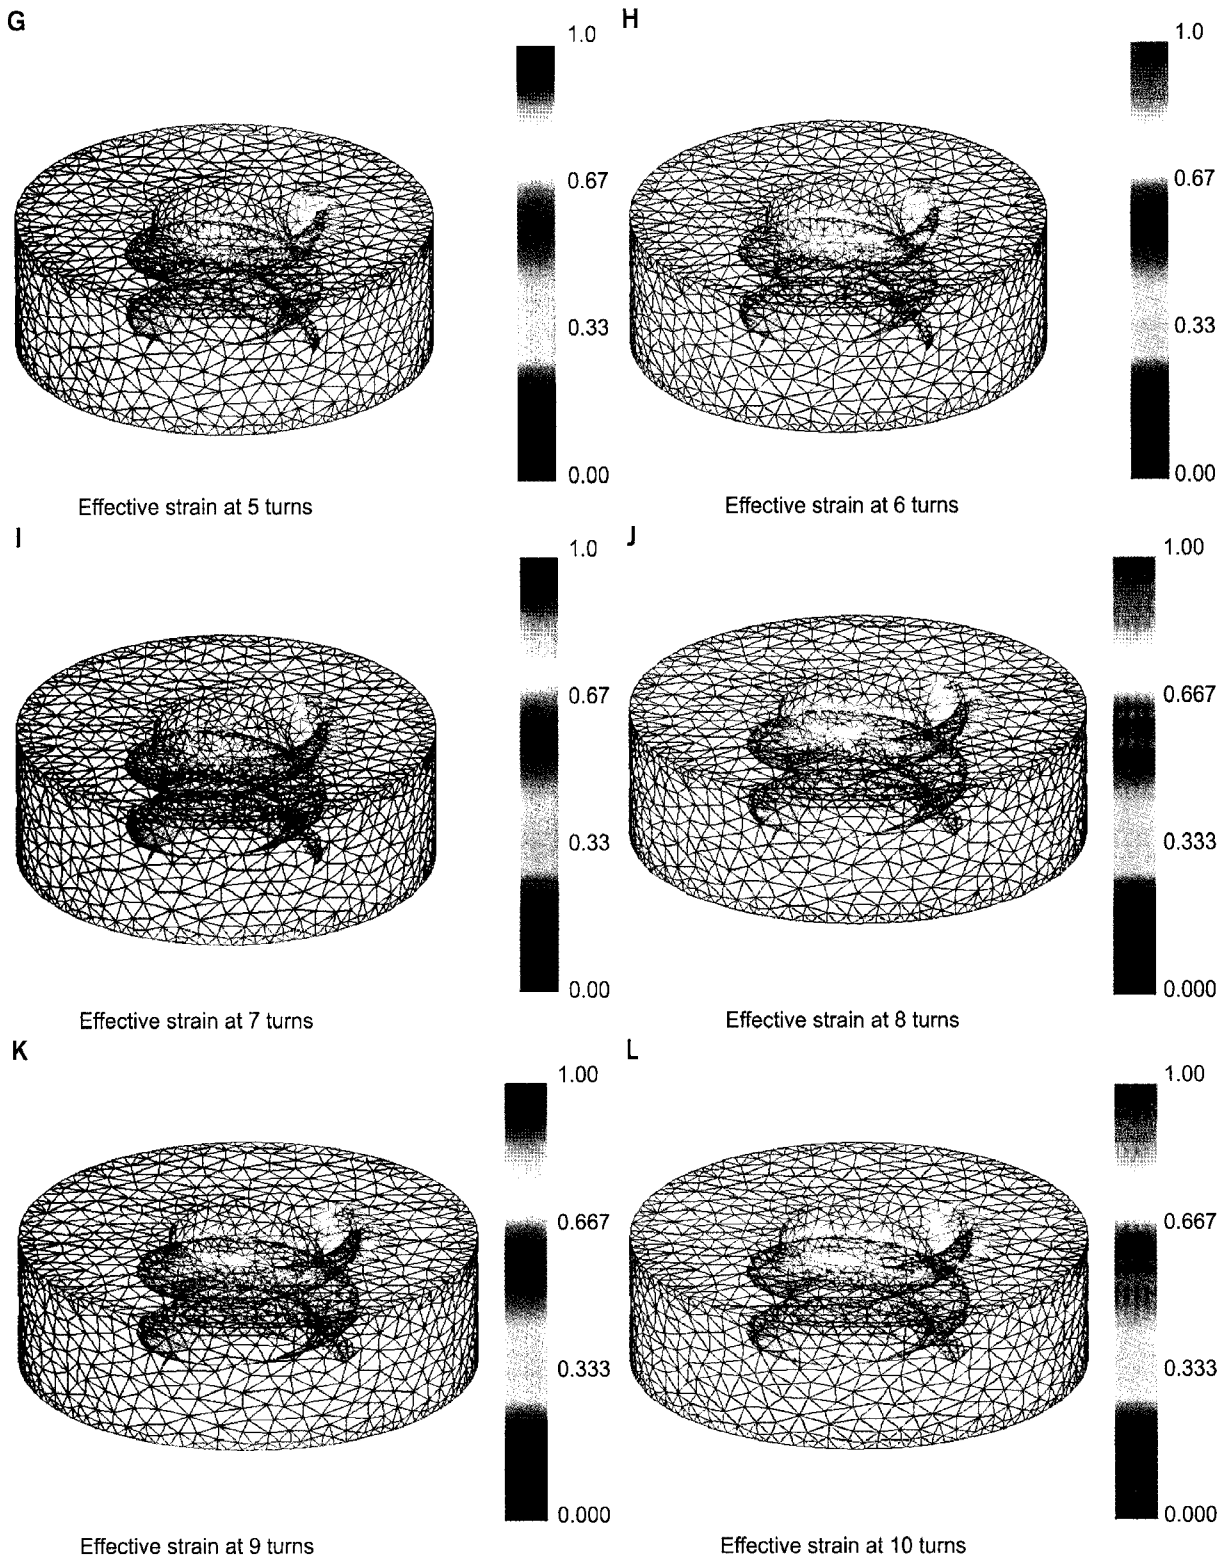 G
1.0
0.67
0.33
0.00
Effective strain at 5 turns
H
1.0
0.67
0.33
0.00
Effective strain at 6 turns
I
1.0
0.67
0.33
0.00
Effective strain at 7 turns
J
1.00
0.667
0.333
0.000
Effective strain at 8 turns
K
1.00
0.667
0.333
0.000
Effective strain at 9 turns
L
1.00
0.667
0.333
0.000
Effective strain at 10 turns